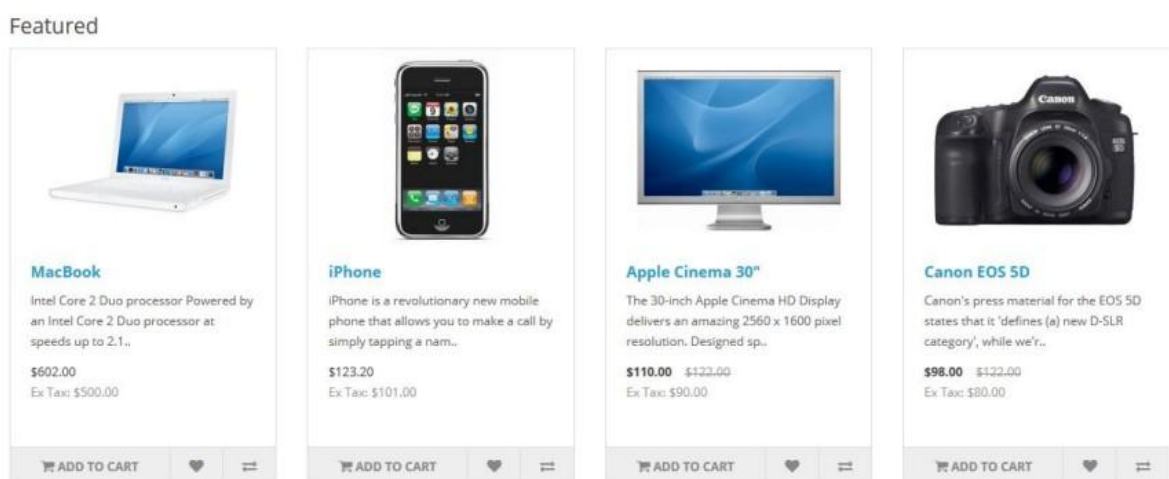 Featured
Canon
MacBook
Intel Core 2 Duo processor Powered by
an Intel Core 2 Duo processor at
speeds up to 2.1..
$602.00
Ex Tax: $500.00
ADD TO CART
iPhone
iPhone is a revolutionary new mobile
phone that allows you to make a call by
simply tapping a nam..
$123.20
Ex Tax: $101.00
ADD TO CART
Apple Cinema 30"
The 30-inch Apple Cinema HD Display
delivers an amazing 2560 x 1600 pixel
resolution. Designed sp..
$110.00 $122.00
Ex Tax: $90.00
ADD TO CART
Canon EOS 5D
Canon's press material for the EOS 5D
states that it 'defines (a) new D-SLR
category', while we'r..
$98.00 $122.00
Ex Tax: $80.00
ADD TO CART